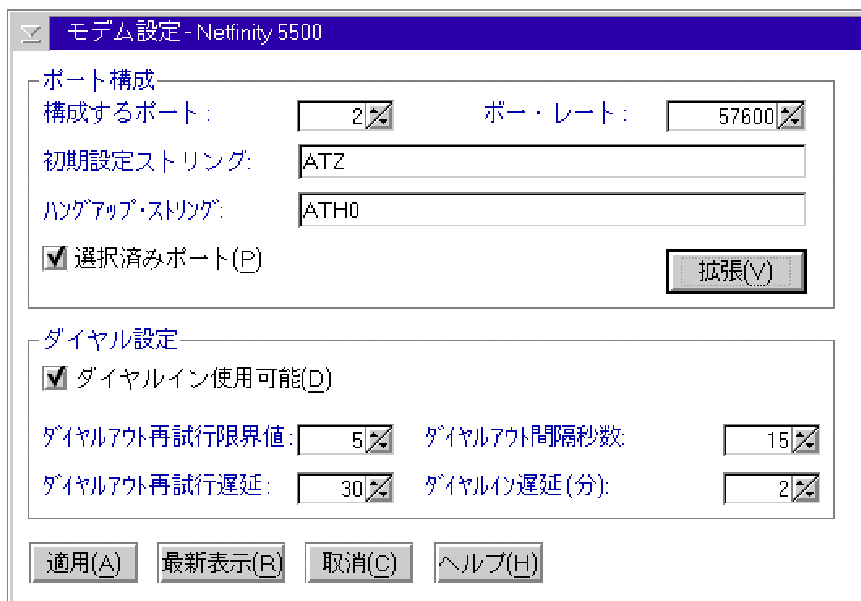 モデム設定 - Netfinity 5500
ポート構成
構成するポート: 2 ボー・レート: 57600
初期設定ストリング: ATZ
ﾊﾝｸﾞｱｯﾌﾟ･ｽﾄﾘﾝｸﾞ: ATH0
選択済みポート(P)
拡張(V)
ダイヤル設定
ダイヤルイン使用可能(D)
ﾀﾞｲﾔﾙｱｳﾄ再試行限界値: 5 ﾀﾞｲﾔﾙｱｳﾄ間隔秒数: 15
ﾀﾞｲﾔﾙｱｳﾄ再試行遅延: 30 ﾀﾞｲﾔﾙｲﾝ遅延(分): 2
適用(A) 最新表示(R) 取消(C) ヘルプ(H)